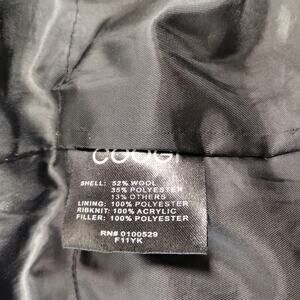 COOGI
SHELL: 52% WOOL
35% POLYESTER
13% OTHERS
LINING: 100% POLYESTER
RIBKNIT: 100% ACRYLIC
FILLER: 100% POLYESTER
RN# 0100529
F11YK